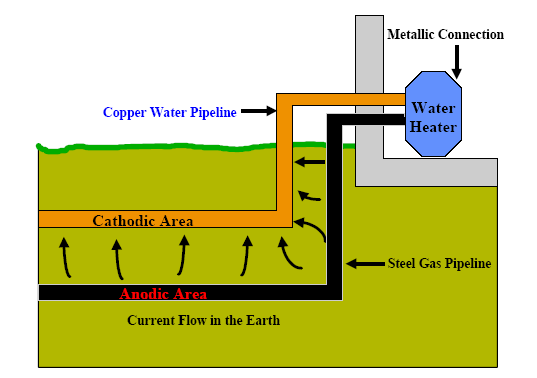 Metallic Connection
Copper Water Pipeline
Water
Heater
Cathodic Area
Steel Gas Pipeline
Anodic Area
Current Flow in the Earth